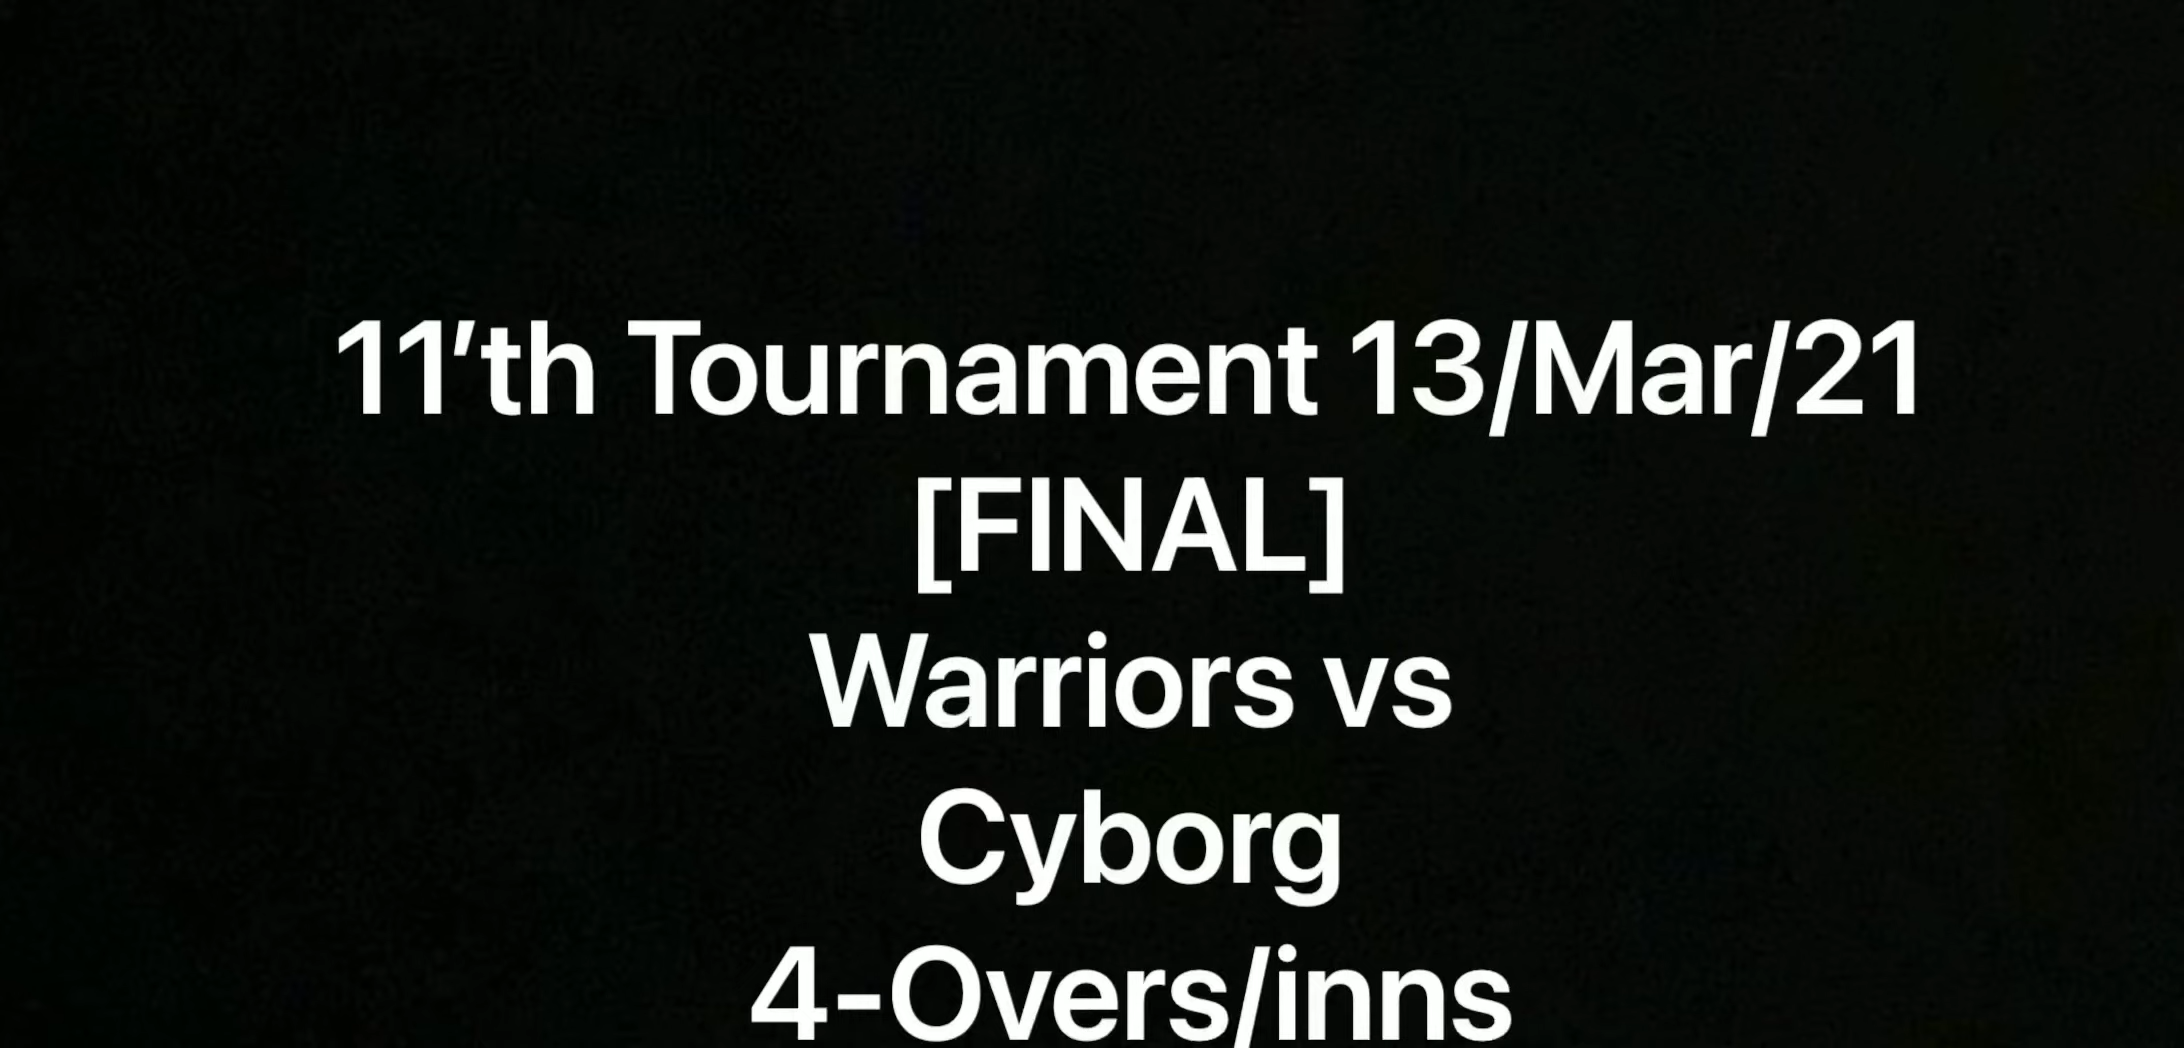 11’th Tournament 13/Mar/21
[FINAL]
Warriors vs
Cyborg
4-Overs/inns